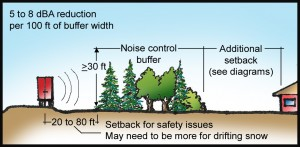 5 to 8 dBA reduction
per 100 ft of buffer width
Noise control
buffer
Additional
setback
(see diagrams)
≥30 ft
20 to 80 ft
Setback for safety issues
May need to be more for drifting snow